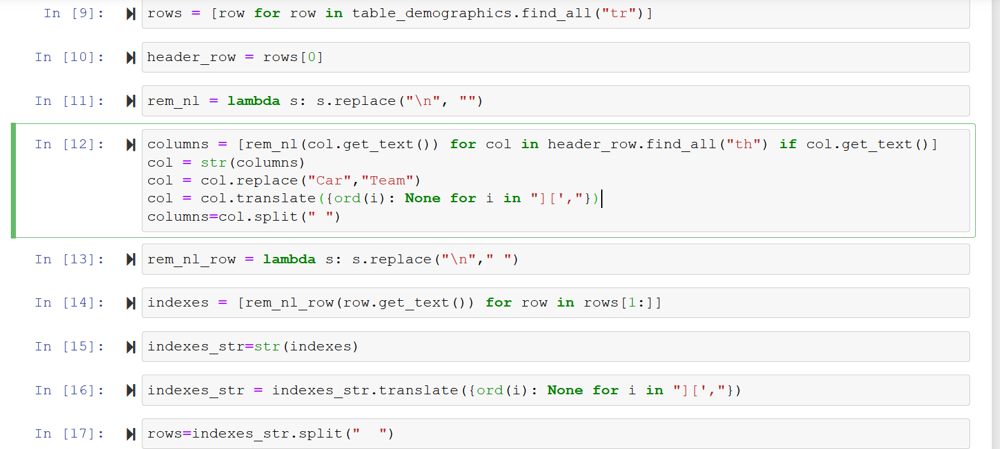 In [9]: rows = [row for row in table_demographics.find_all("tr")]
In [10]: header_row = rows[0]
In [11]: rem_nl = lambda s: s.replace("\n", "")
In [12]: columns = [rem_nl(col.get_text()) for col in header_row.find_all("th") if col.get_text()]
col = str(columns)
col = col.replace("Car","Team")
col = col.translate({ord(i): None for i in "][',"})
columns=col.split(" ")
In [13]: rem_nl_row = lambda s: s.replace("\n"," ")
In [14]: indexes = [rem_nl_row(row.get_text()) for row in rows[1:]]
In [15]: indexes_str=str(indexes)
In [16]: indexes_str = indexes_str.translate({ord(i): None for i in "][',"})
In [17]: rows=indexes_str.split("  ")